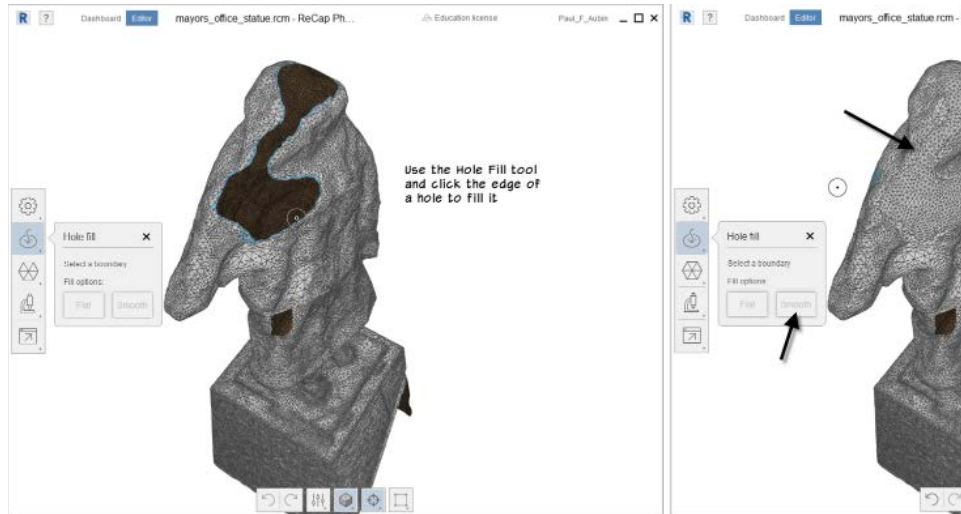 R ? Dashboard Editor mayors_office_statue.rcm - ReCap Ph... Education license Paul_F_Aubin
Use the Hole Fill tool
and click the edge of
a hole to fill it
Hole fill
Select a boundary
Fill options:
Flat Smooth
R ? Dashboard Editor mayors_office_statue.rcm -
Hole fill
Select a boundary
Fill options:
Flat Smooth